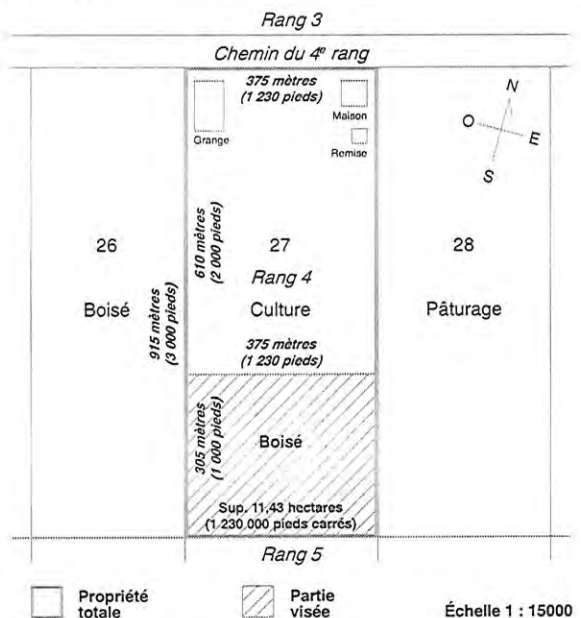 Rang 3
Chemin du 4e rang
375 mètres
(1 230 pieds)
Grange
Maison
Remise
N
O
E
S
610 mètres
(2 000 pieds)
26
27
28
Rang 4
Boisé
Culture
Pâturage
915 mètres
(3 000 pieds)
375 mètres
(1 230 pieds)
305 mètres
(1 000 pieds)
Boisé
Sup. 11,43 hectares
(1 230 000 pieds carrés)
Rang 5
Propriété
totale
Partie
visée
Échelle 1 : 15000